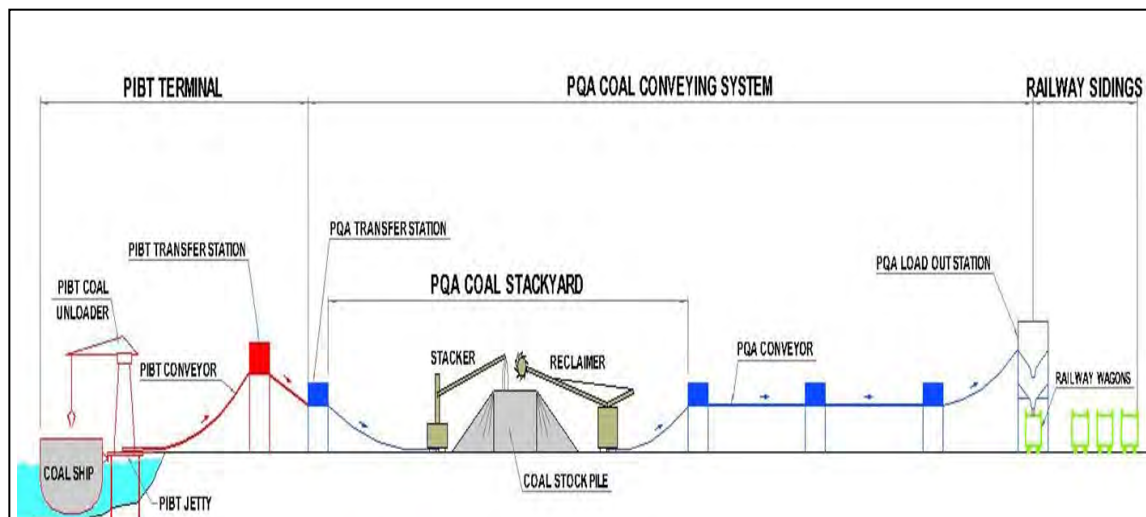 PIBT TERMINAL
PQA COAL CONVEYING SYSTEM
RAILWAY SIDINGS
PQA TRANSFER STATION
PIBT TRANSFER STATION
PQA LOAD OUT STATION
PQA COAL STACKYARD
PIBT COAL
UNLOADER
STACKER
RECLAIMER
PIBT CONVEYOR
PQA CONVEYOR
RAILWAY WAGONS
COAL SHIP
COAL STOCK PILE
PIBT JETTY